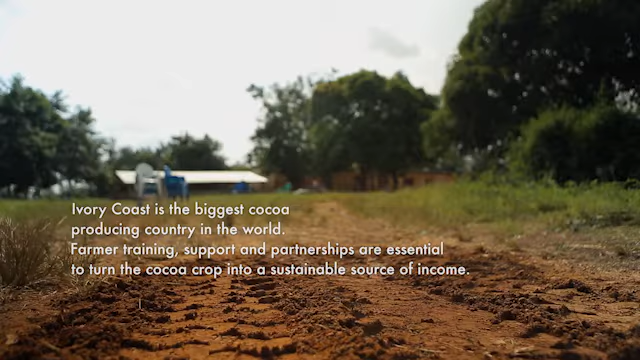 Ivory Coast is the biggest cocoa
producing country in the world.
Farmer training, support and partnerships are essential
to turn the cocoa crop into a sustainable source of income.